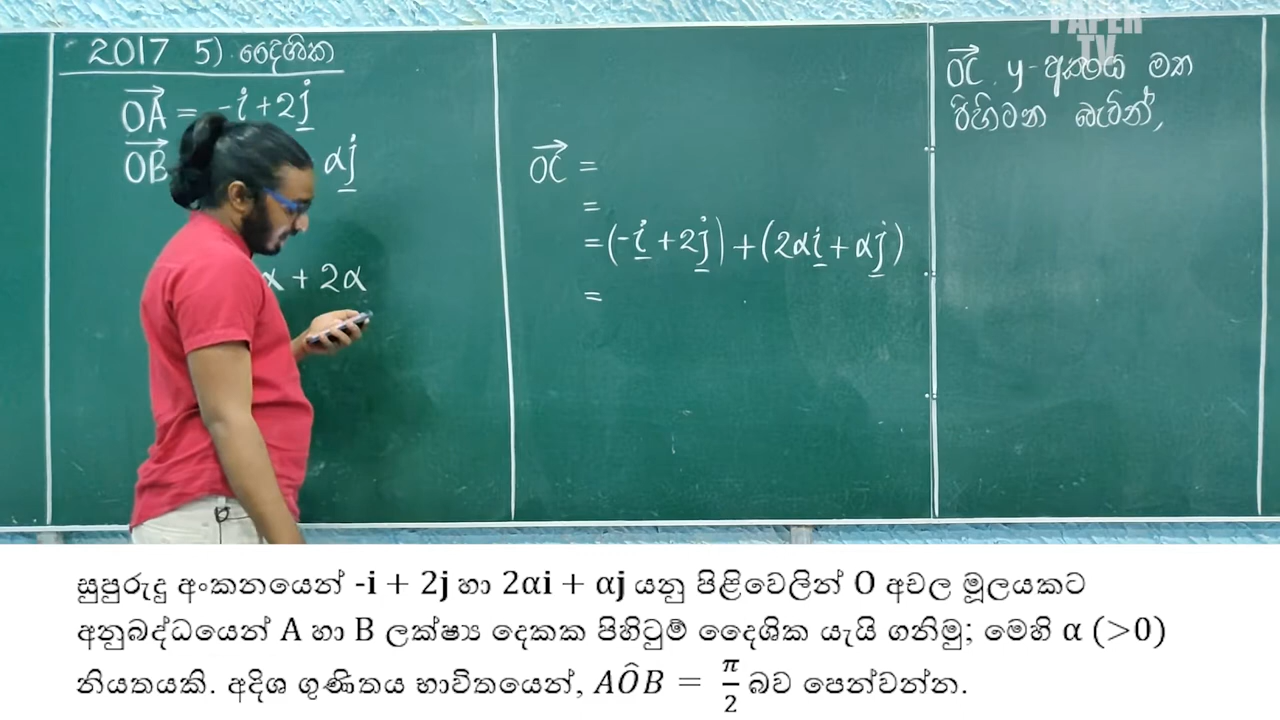 2017 5) දෛශික
OA = -i + 2j
OB αj
α + 2α
OC =
=
= (-i + 2j) + (2αi + αj)
=
PAPER
TV
OC y-අක්ෂය මත
පිහිටන බැවින්,
සුපුරුදු අංකනයෙන් -i + 2j හා 2αi + αj යනු පිළිවෙලින් O අචල මූලයකට
අනුබද්ධයෙන් A හා B ලක්ෂ්‍ය දෙකක පිහිටුම් දෛශික යැයි ගනිමු; මෙහි α (>0)
නියතයකි. අදිශ ගුණිතය භාවිතයෙන්, AÔB = π/2 බව පෙන්වන්න.